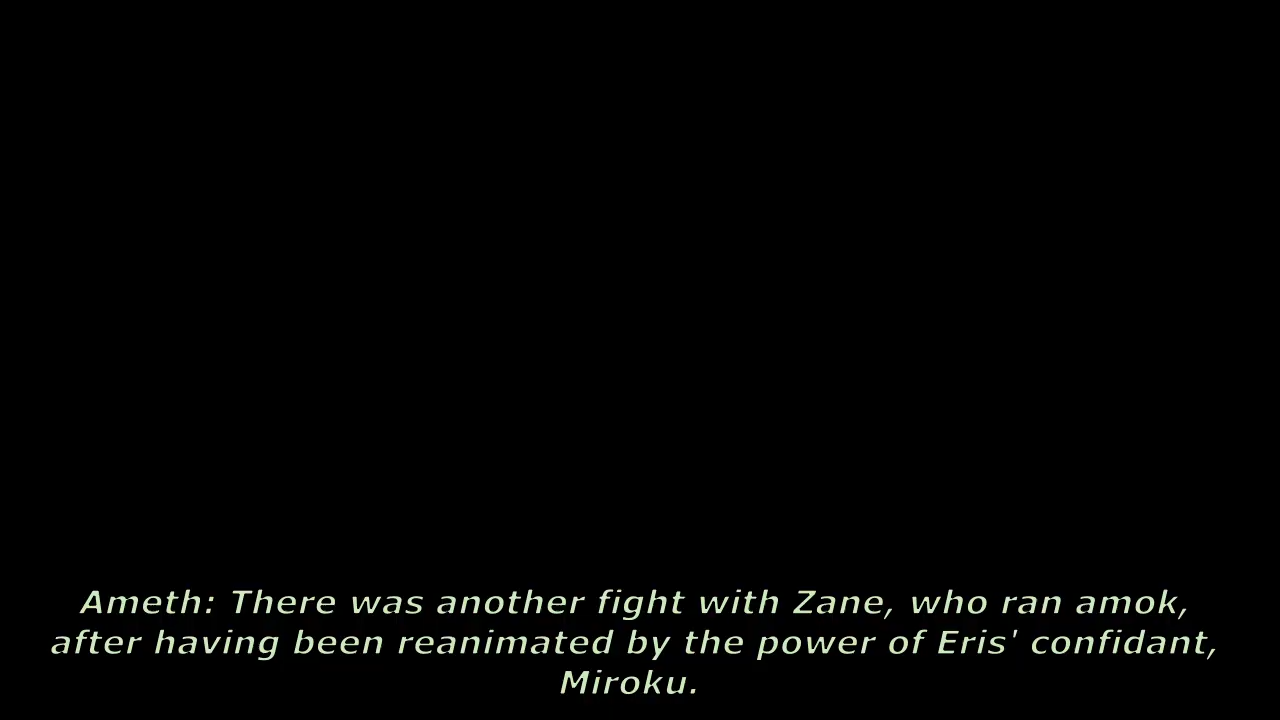 Ameth: There was another fight with Zane, who ran amok,
after having been reanimated by the power of Eris' confidant,
Miroku.